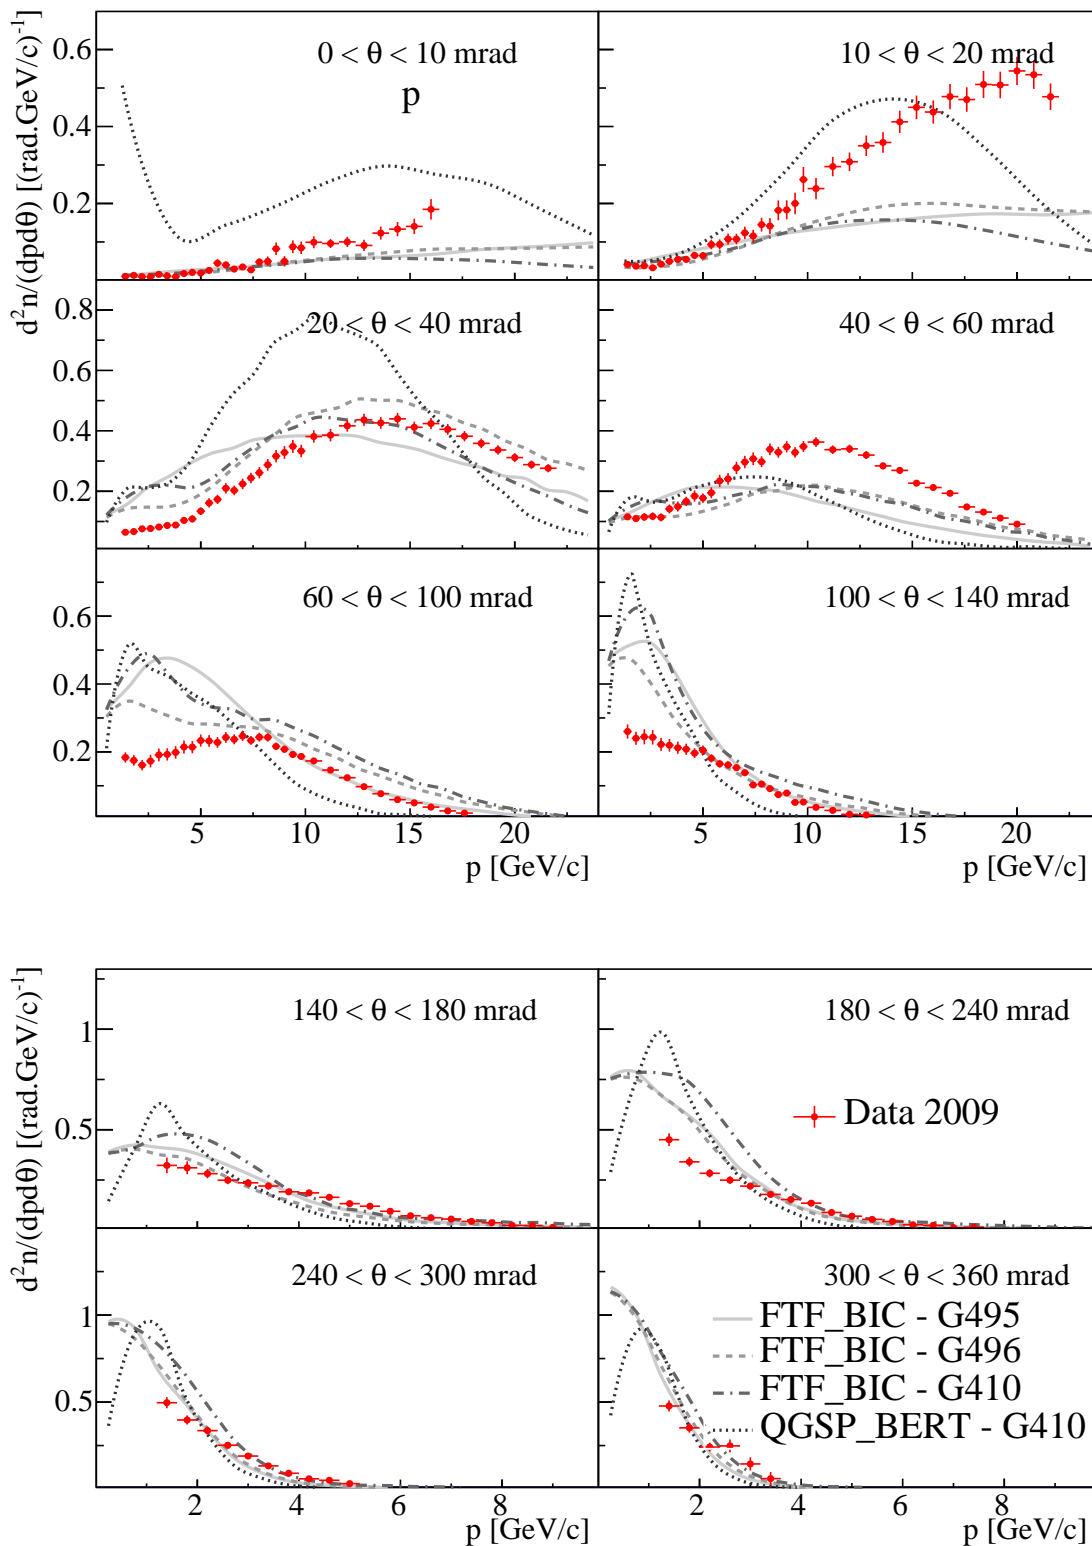 d²n/(dpdθ) [(rad.GeV/c)⁻¹]
0 < θ < 10 mrad
p
10 < θ < 20 mrad
0.6
0.4
0.2
20 < θ < 40 mrad
40 < θ < 60 mrad
0.8
0.6
0.4
0.2
60 < θ < 100 mrad
100 < θ < 140 mrad
0.6
0.4
0.2
5 10 15 20
5 10 15 20
p [GeV/c]
p [GeV/c]
d²n/(dpdθ) [(rad.GeV/c)⁻¹]
140 < θ < 180 mrad
180 < θ < 240 mrad
1
0.5
Data 2009
240 < θ < 300 mrad
300 < θ < 360 mrad
1
0.5
FTF_BIC - G495
FTF_BIC - G496
FTF_BIC - G410
QGSP_BERT - G410
2 4 6 8
2 4 6 8
p [GeV/c]
p [GeV/c]